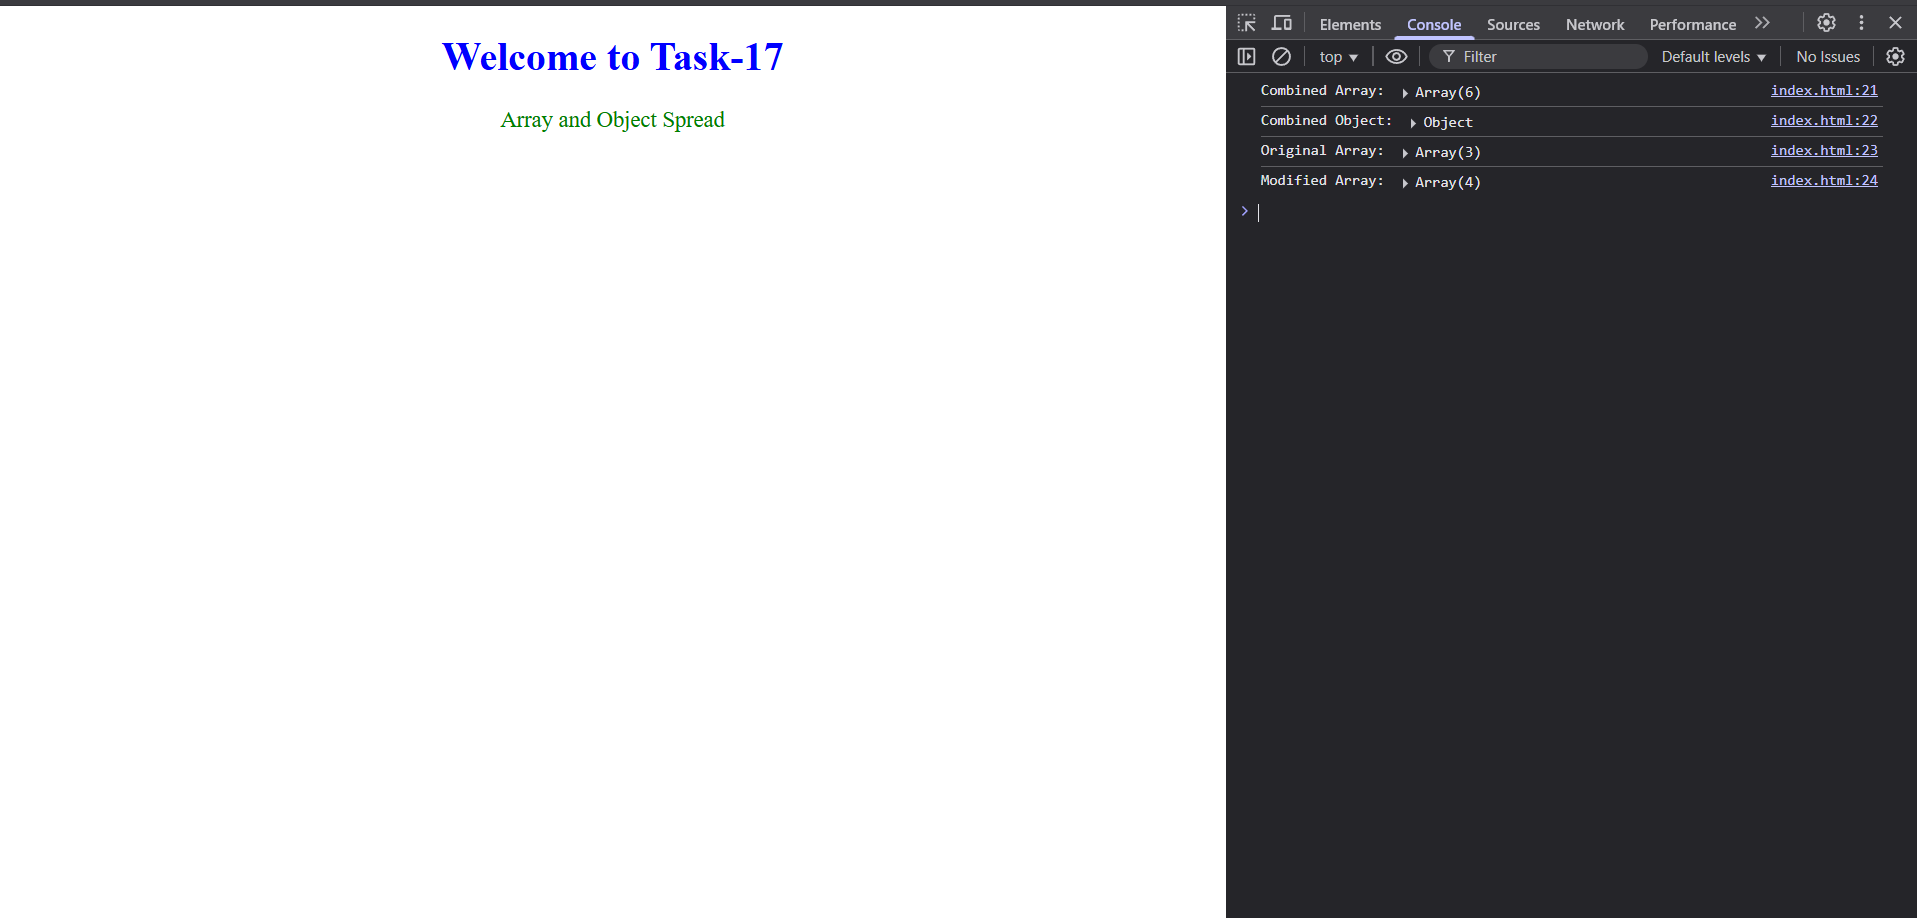 Welcome to Task-17
Array and Object Spread
Elements Console Sources Network Performance
top Filter Default levels No Issues
Combined Array: Array(6) index.html:21
Combined Object: Object index.html:22
Original Array: Array(3) index.html:23
Modified Array: Array(4) index.html:24